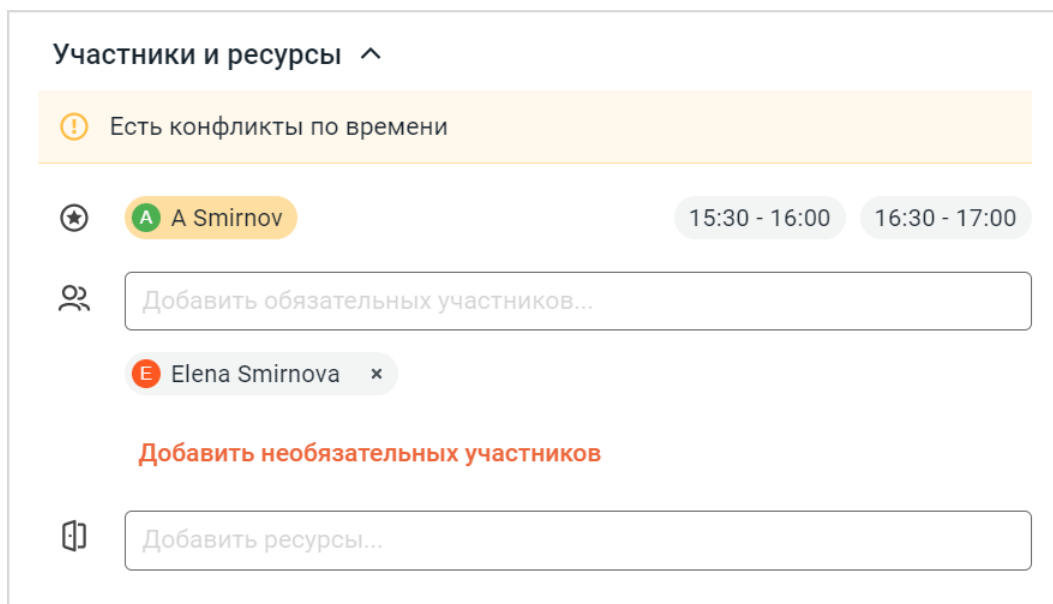 Участники и ресурсы
Есть конфликты по времени
A A Smirnov 15:30 - 16:00 16:30 - 17:00
Добавить обязательных участников...
E Elena Smirnova ×
Добавить необязательных участников
Добавить ресурсы...